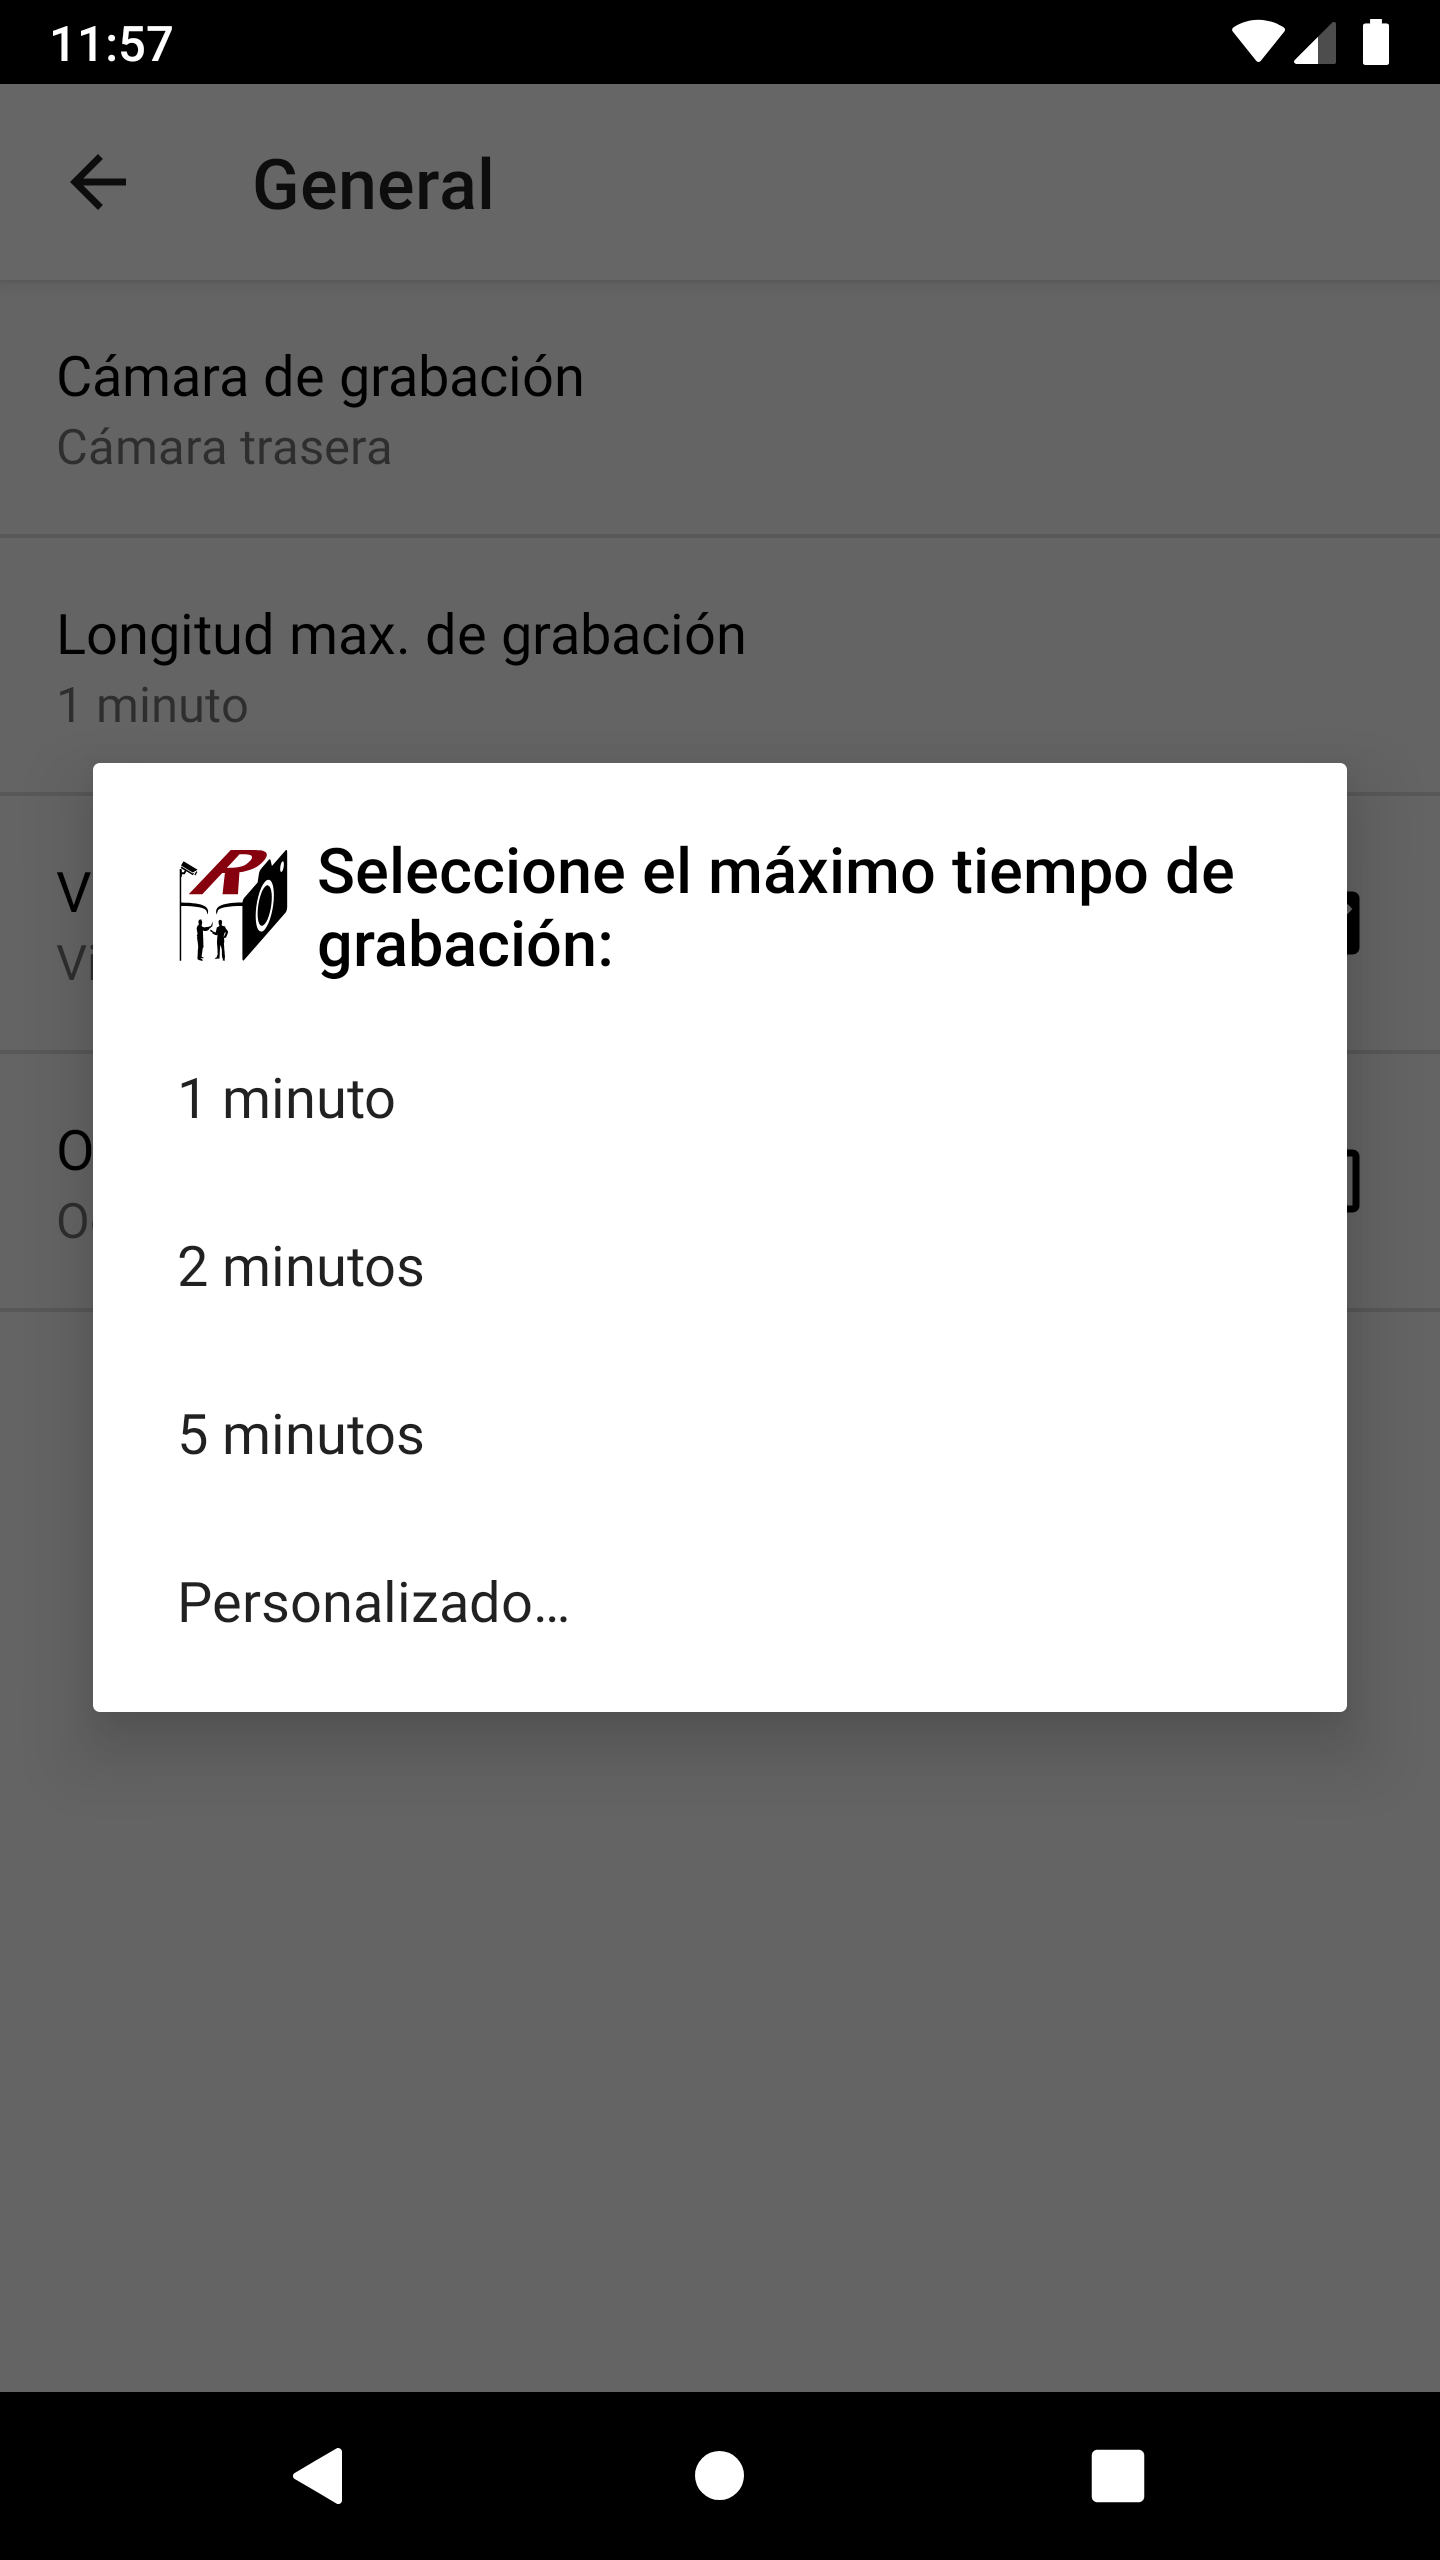 11:57
General
Cámara de grabación
Cámara trasera
Longitud max. de grabación
1 minuto
Seleccione el máximo tiempo de
grabación:
1 minuto
2 minutos
5 minutos
Personalizado...